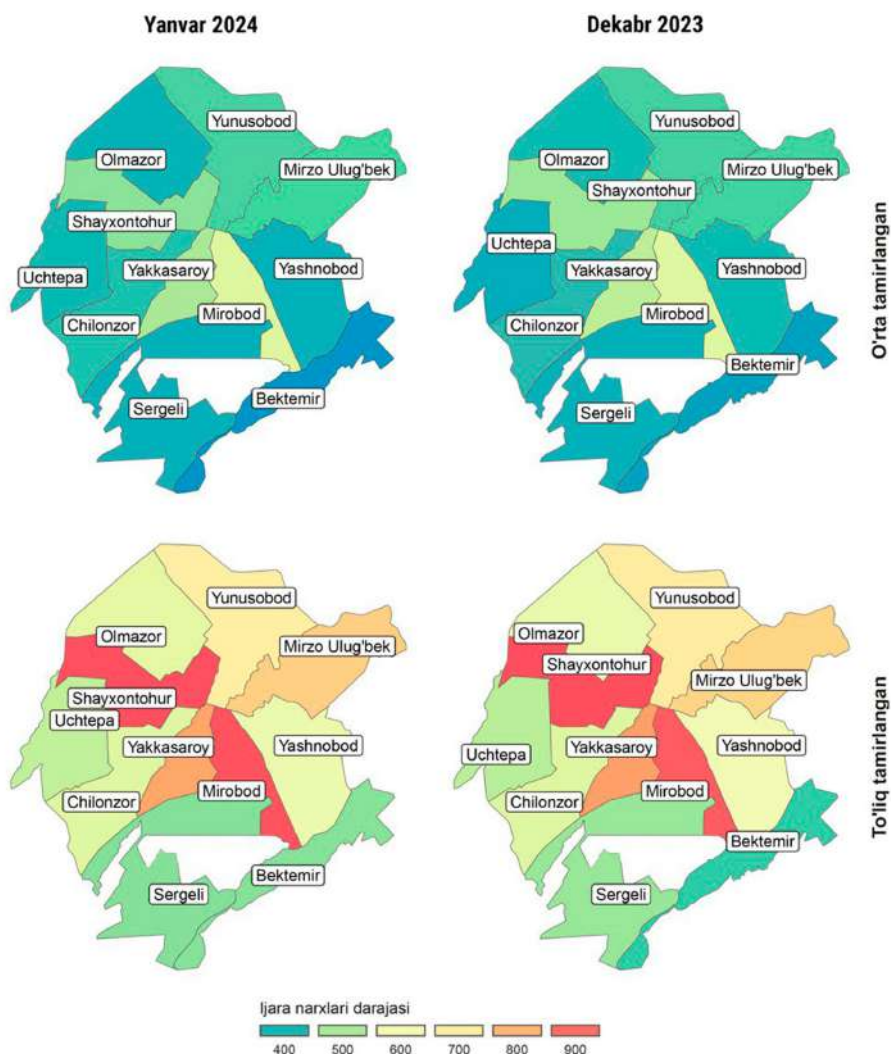 Yanvar 2024
Dekabr 2023
Yunusobod
Olmazor
Mirzo Ulug'bek
Shayxontohur
Uchtepa
Yakkasaroy
Yashnobod
Chilonzor
Mirobod
Bektemir
Sergeli
Yunusobod
Olmazor
Mirzo Ulug'bek
Shayxontohur
Uchtepa
Yakkasaroy
Yashnobod
Chilonzor
Mirobod
Bektemir
Sergeli
O'rta tamirlangan
Yunusobod
Olmazor
Mirzo Ulug'bek
Shayxontohur
Uchtepa
Yakkasaroy
Yashnobod
Chilonzor
Mirobod
Bektemir
Sergeli
Yunusobod
Olmazor
Shayxontohur
Mirzo Ulug'bek
Uchtepa
Yakkasaroy
Yashnobod
Chilonzor
Mirobod
Bektemir
Sergeli
To'liq tamirlangan
Ijara narxlari darajasi
400 500 600 700 800 900